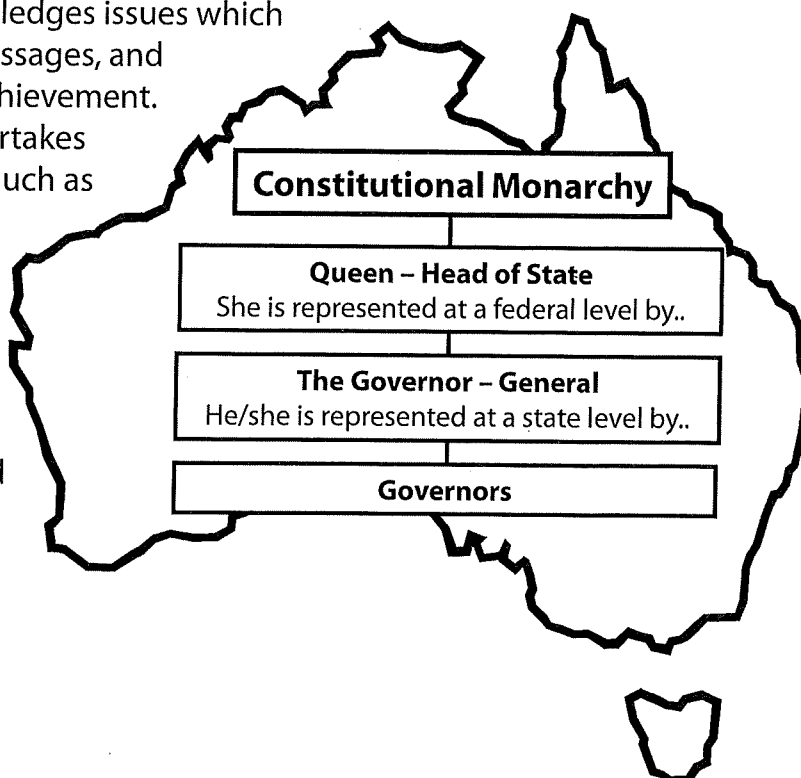 ledges issues which
ssages, and
hievement.
rtakes
uch as
Constitutional Monarchy
Queen – Head of State
She is represented at a federal level by..
The Governor – General
He/she is represented at a state level by..
Governors